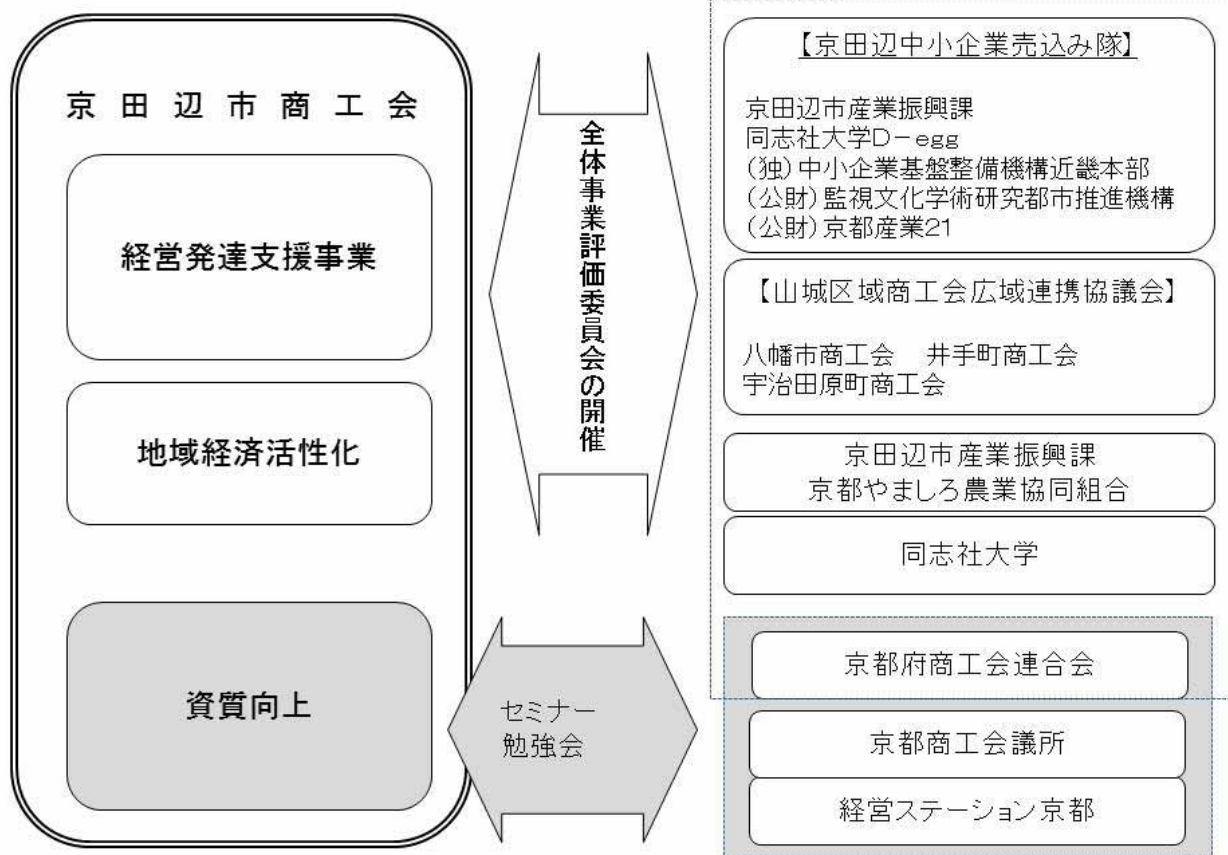 京田辺市商工会
経営発達支援事業
地域経済活性化
資質向上
全体事業評価委員会の開催
セミナー
勉強会
【京田辺中小企業売込み隊】
京田辺市産業振興課
同志社大学D-egg
(独)中小企業基盤整備機構近畿本部
(公財)監視文化学術研究都市推進機構
(公財)京都産業21
【山城区域商工会広域連携協議会】
八幡市商工会　井手町商工会
宇治田原町商工会
京田辺市産業振興課
京都やましろ農業協同組合
同志社大学
京都府商工会連合会
京都商工会議所
経営ステーション京都